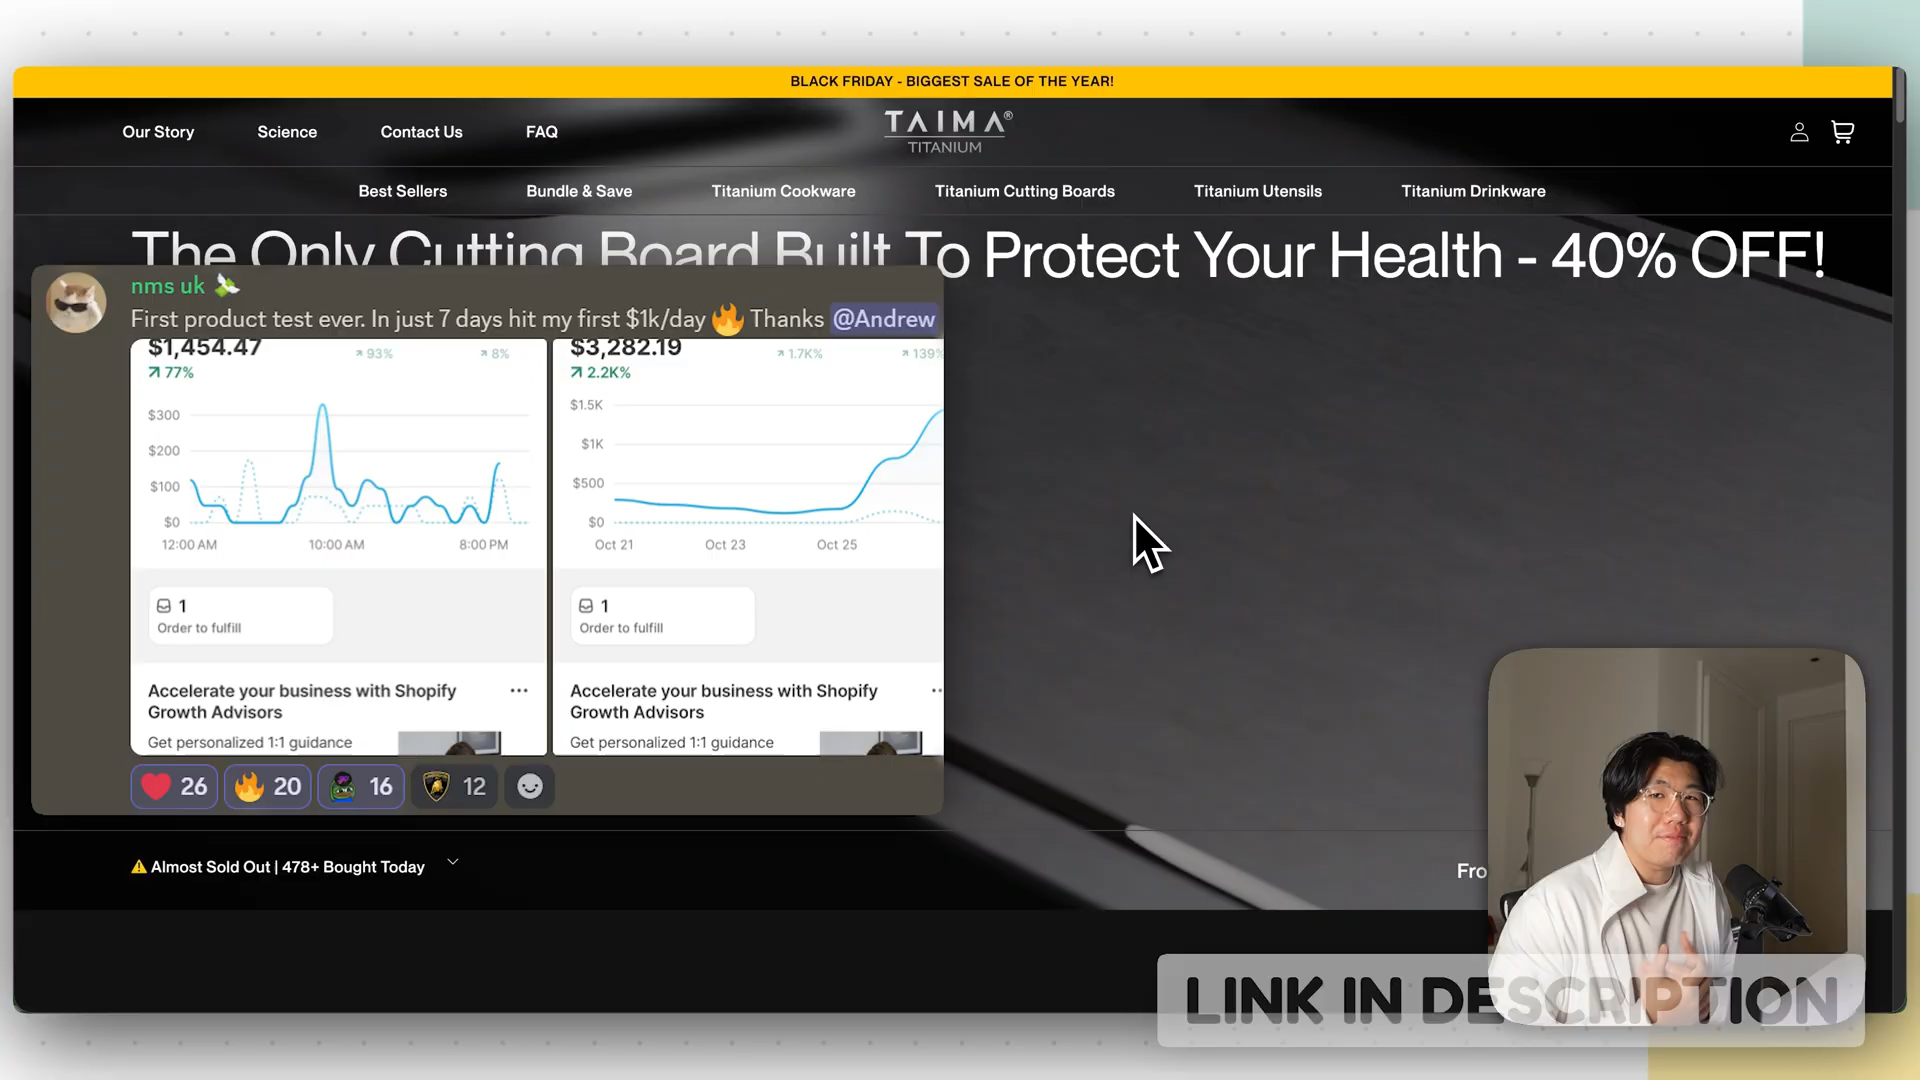 BLACK FRIDAY - BIGGEST SALE OF THE YEAR!
Our Story Science Contact Us FAQ
TAIMA®
TITANIUM
Best Sellers Bundle & Save Titanium Cookware Titanium Cutting Boards Titanium Utensils Titanium Drinkware
The Only Cutting Board Built To Protect Your Health - 40% OFF!
nms uk
First product test ever. In just 7 days hit my first $1k/day 🔥 Thanks @Andrew
$1,454.47
93%
8%
77%
$300
$200
$100
$0
12:00 AM 10:00 AM 8:00 PM
1
Order to fulfill
Accelerate your business with Shopify
Growth Advisors
Get personalized 1:1 guidance
$3,282.19
1.7K%
139%
2.2K%
$1.5K
$1K
$500
$0
Oct 21 Oct 23 Oct 25
1
Order to fulfill
Accelerate your business with Shopify
Growth Advisors
Get personalized 1:1 guidance
26 20 16 12
Almost Sold Out | 478+ Bought Today
Fro
LINK IN DESCRIPTION